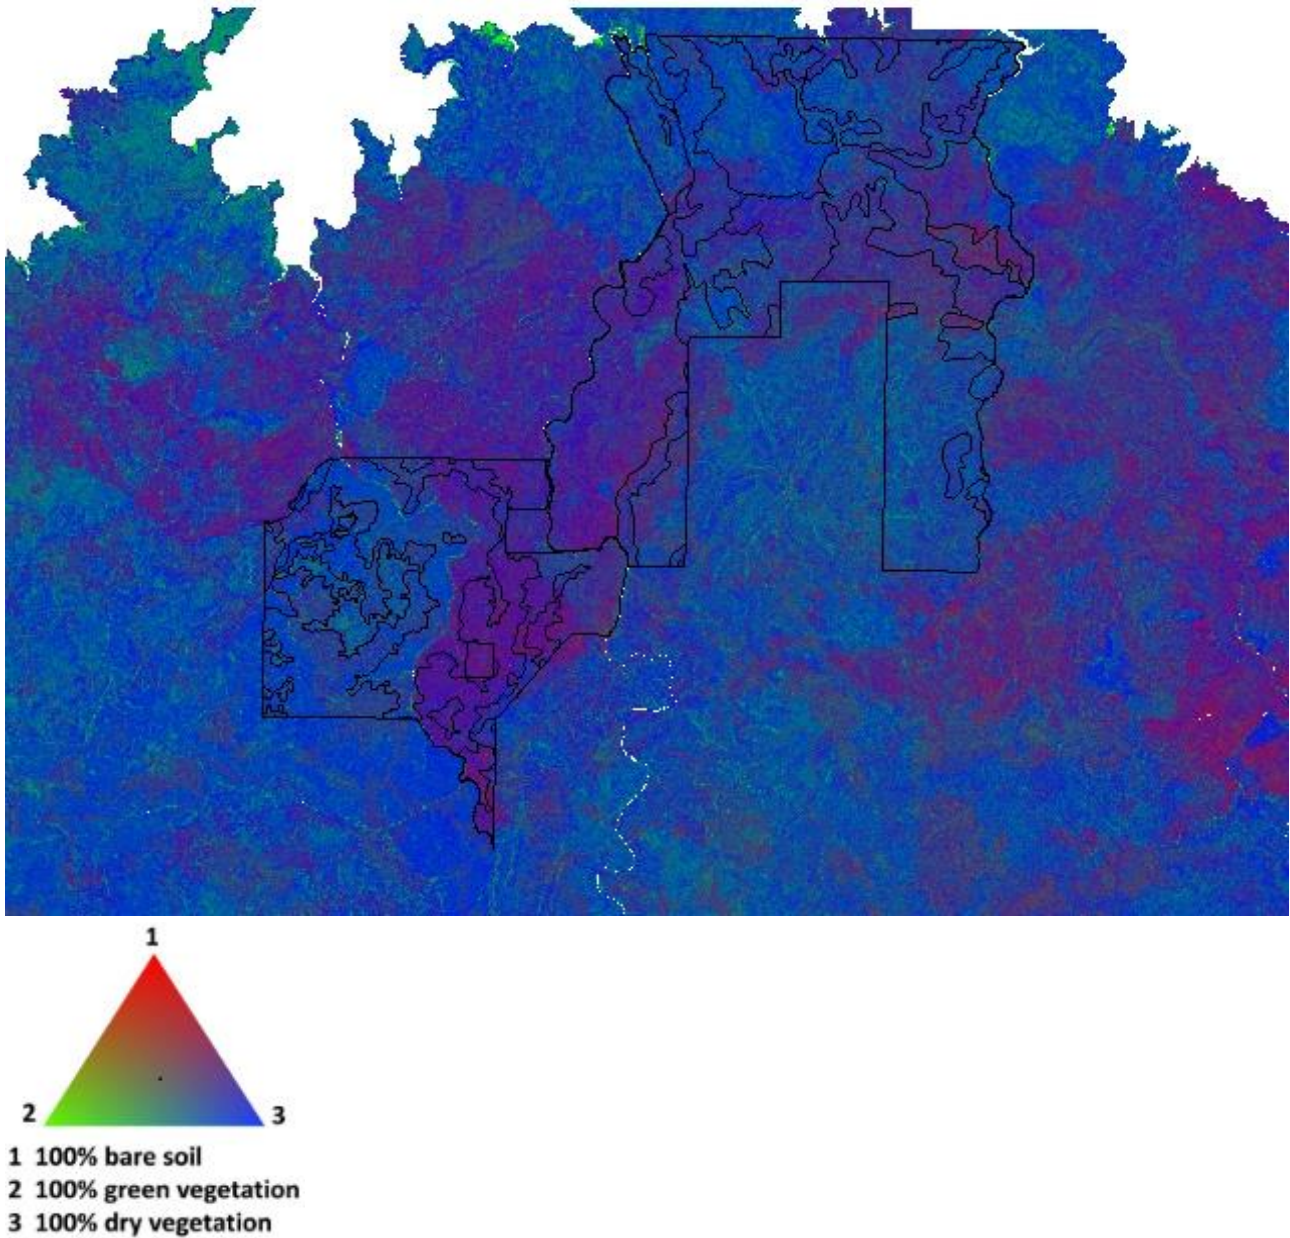 1
2
3
1 100% bare soil
2 100% green vegetation
3 100% dry vegetation